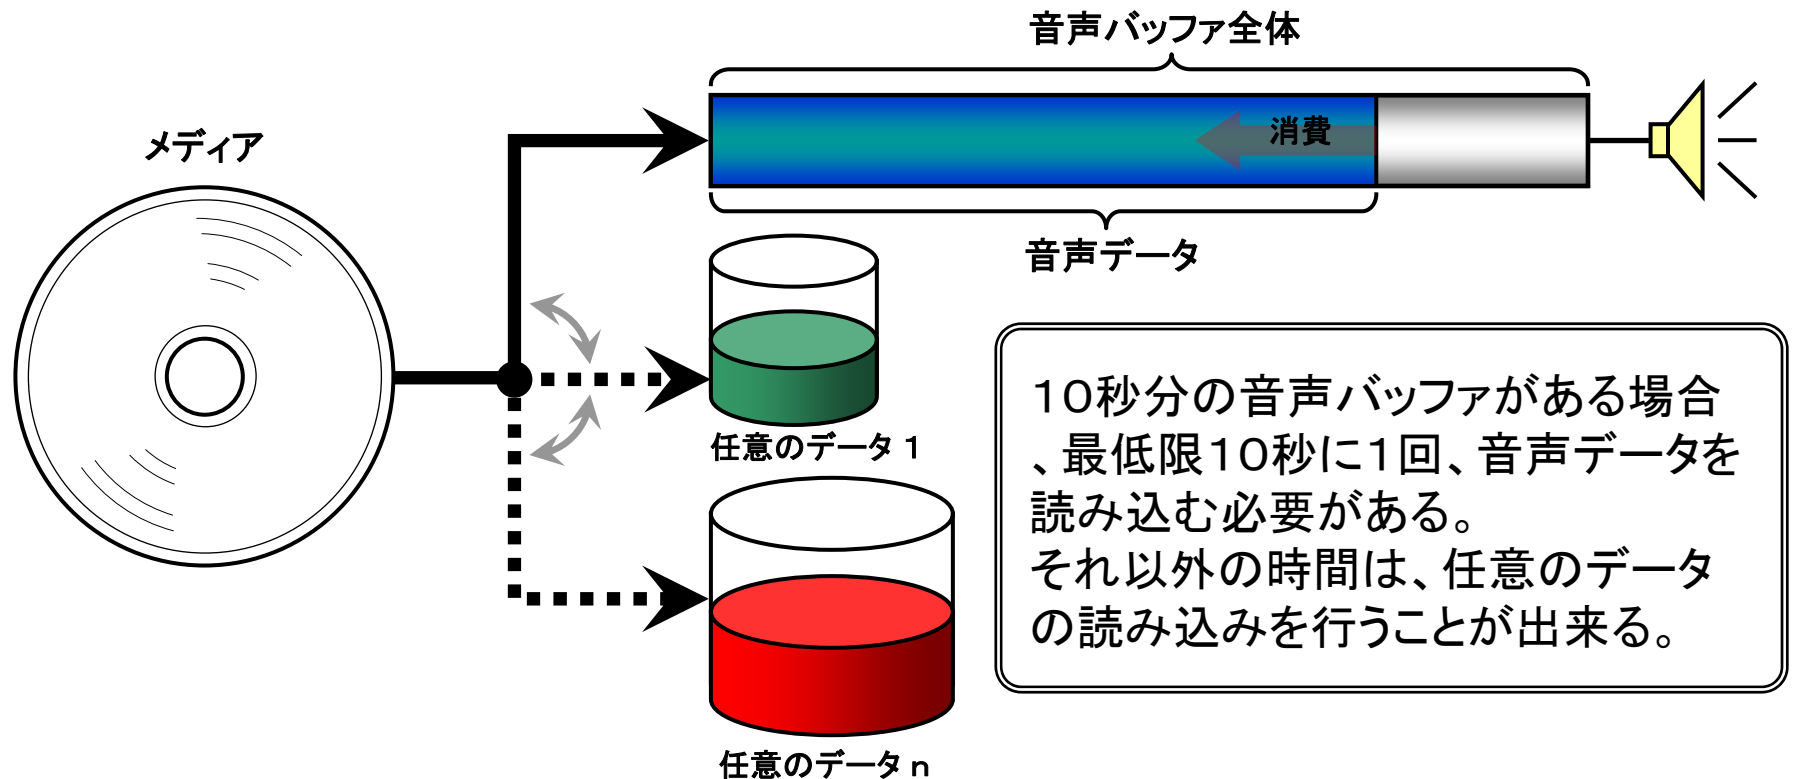 音声バッファ全体
メディア
消費
音声データ
任意のデータ1
任意のデータn
10秒分の音声バッファがある場合
、最低限10秒に1回、音声データを
読み込む必要がある。
それ以外の時間は、任意のデータ
の読み込みを行うことが出来る。